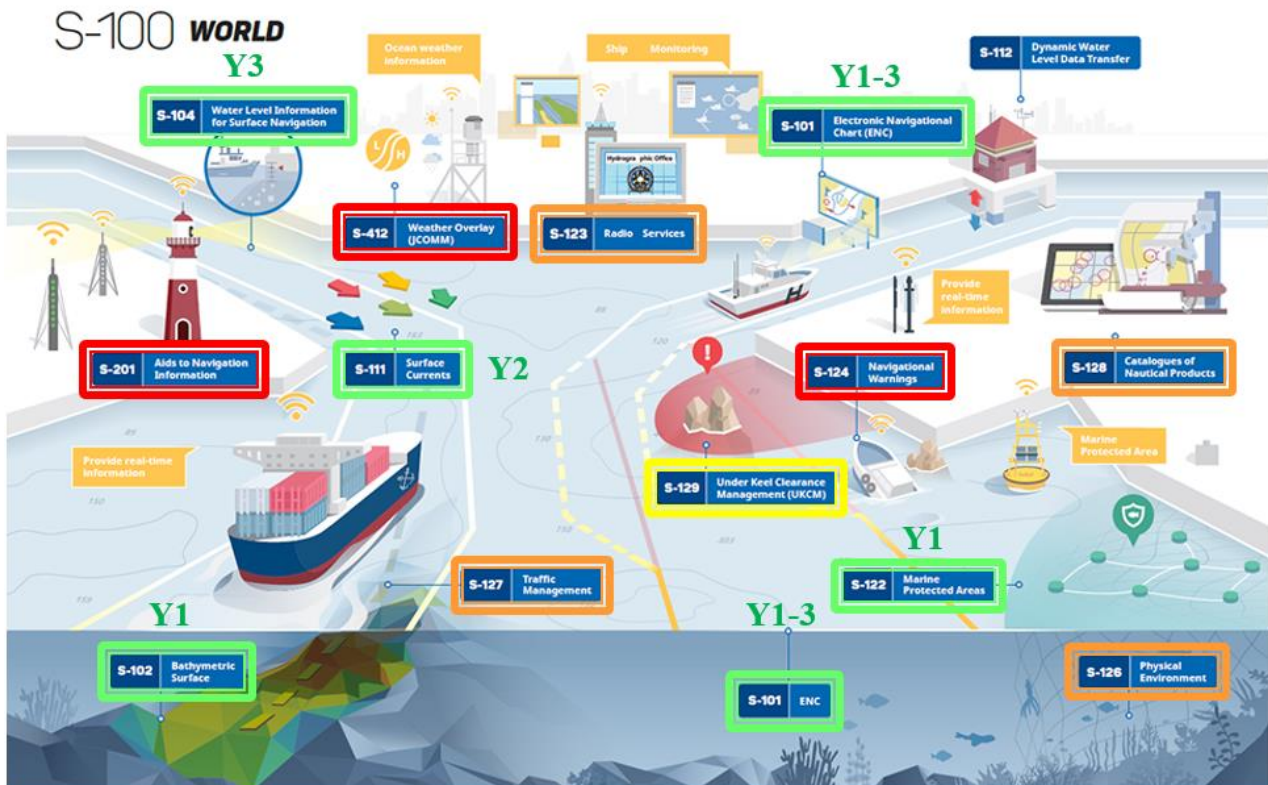 S-100 WORLD
Ocean weather
information
Ship Monitoring
S-112 Dynamic Water
Level Data Transfer
Y3
Y1-3
S-104 Water Level Information
for Surface Navigation
S-101 Electronic Navigational
Chart (ENC)
L
H
Hydrogra phic Office
S-412 Weather Overlay
(JCOMM)
S-123 Radio Services
H
Provide
real-time
information
S-201 Aids to Navigation
Information
S-111 Surface
Currents
Y2
S-124 Navigational
Warnings
S-128 Catalogues of
Nautical Products
Provide real-time
information
Marine
Protected Area
S-129 Under Keel Clearance
Management (UKCM)
Y1
S-127 Traffic
Management
S-122 Marine
Protected Areas
Y1
Y1-3
S-102 Bathymetric
Surface
S-101 ENC
S-126 Physical
Environment